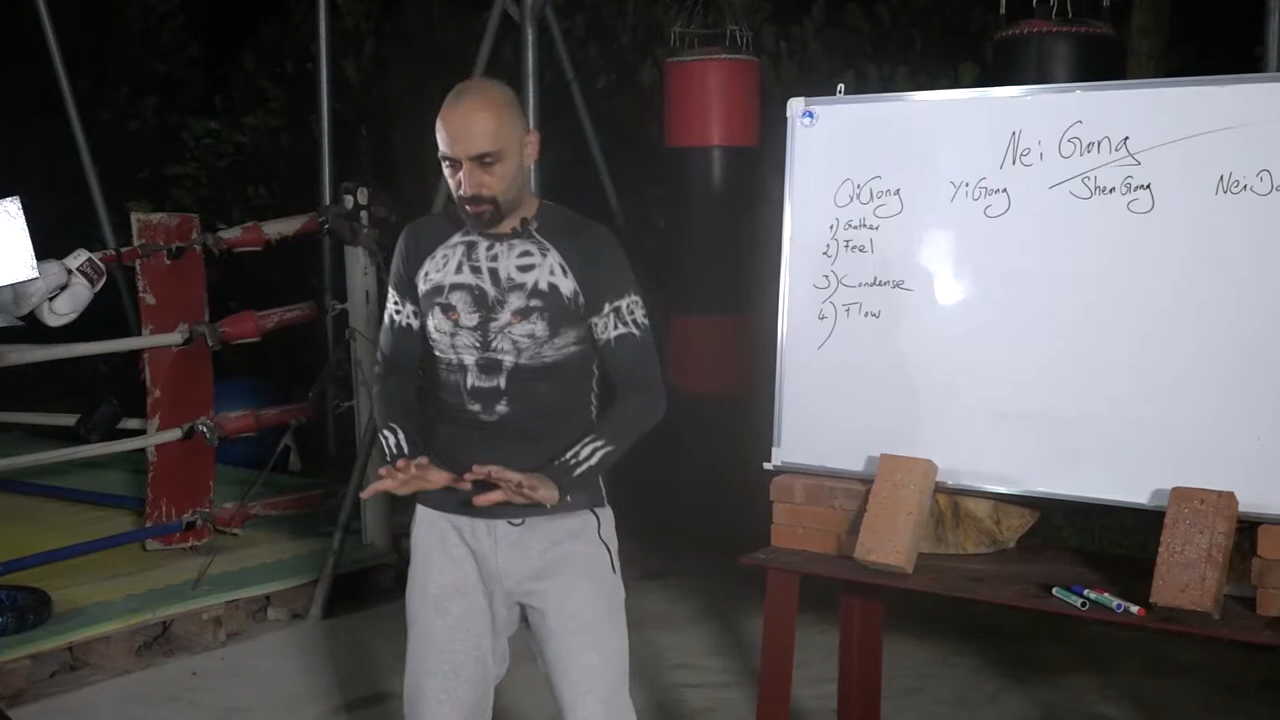 Nei Gong
QiGong YiGong ShenGong
1) Gather
2) Feel
3) Condense
4) Flow